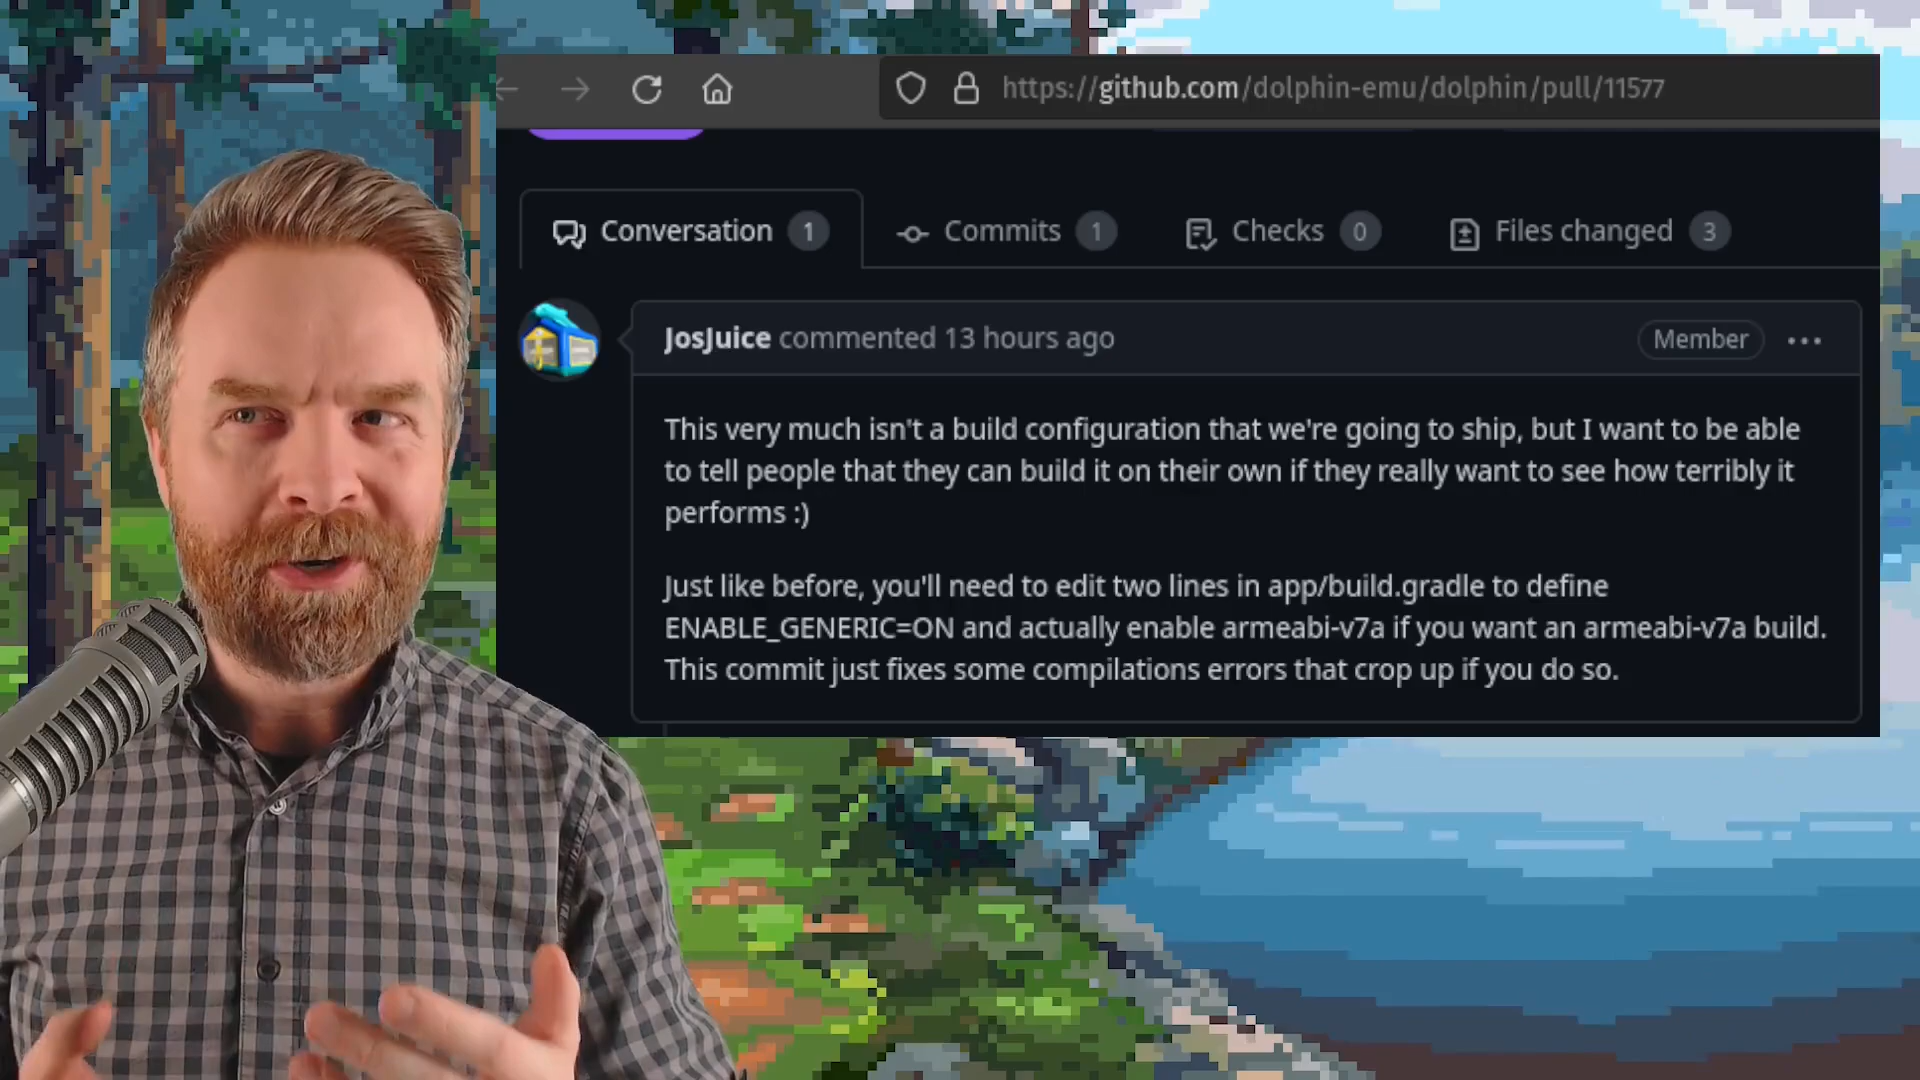 https://github.com/dolphin-emu/dolphin/pull/11577
Conversation 1 Commits 1 Checks 0 Files changed 3
JosJuice commented 13 hours ago Member
This very much isn't a build configuration that we're going to ship, but I want to be able
to tell people that they can build it on their own if they really want to see how terribly it
performs :)
Just like before, you'll need to edit two lines in app/build.gradle to define
ENABLE_GENERIC=ON and actually enable armeabi-v7a if you want an armeabi-v7a build.
This commit just fixes some compilations errors that crop up if you do so.